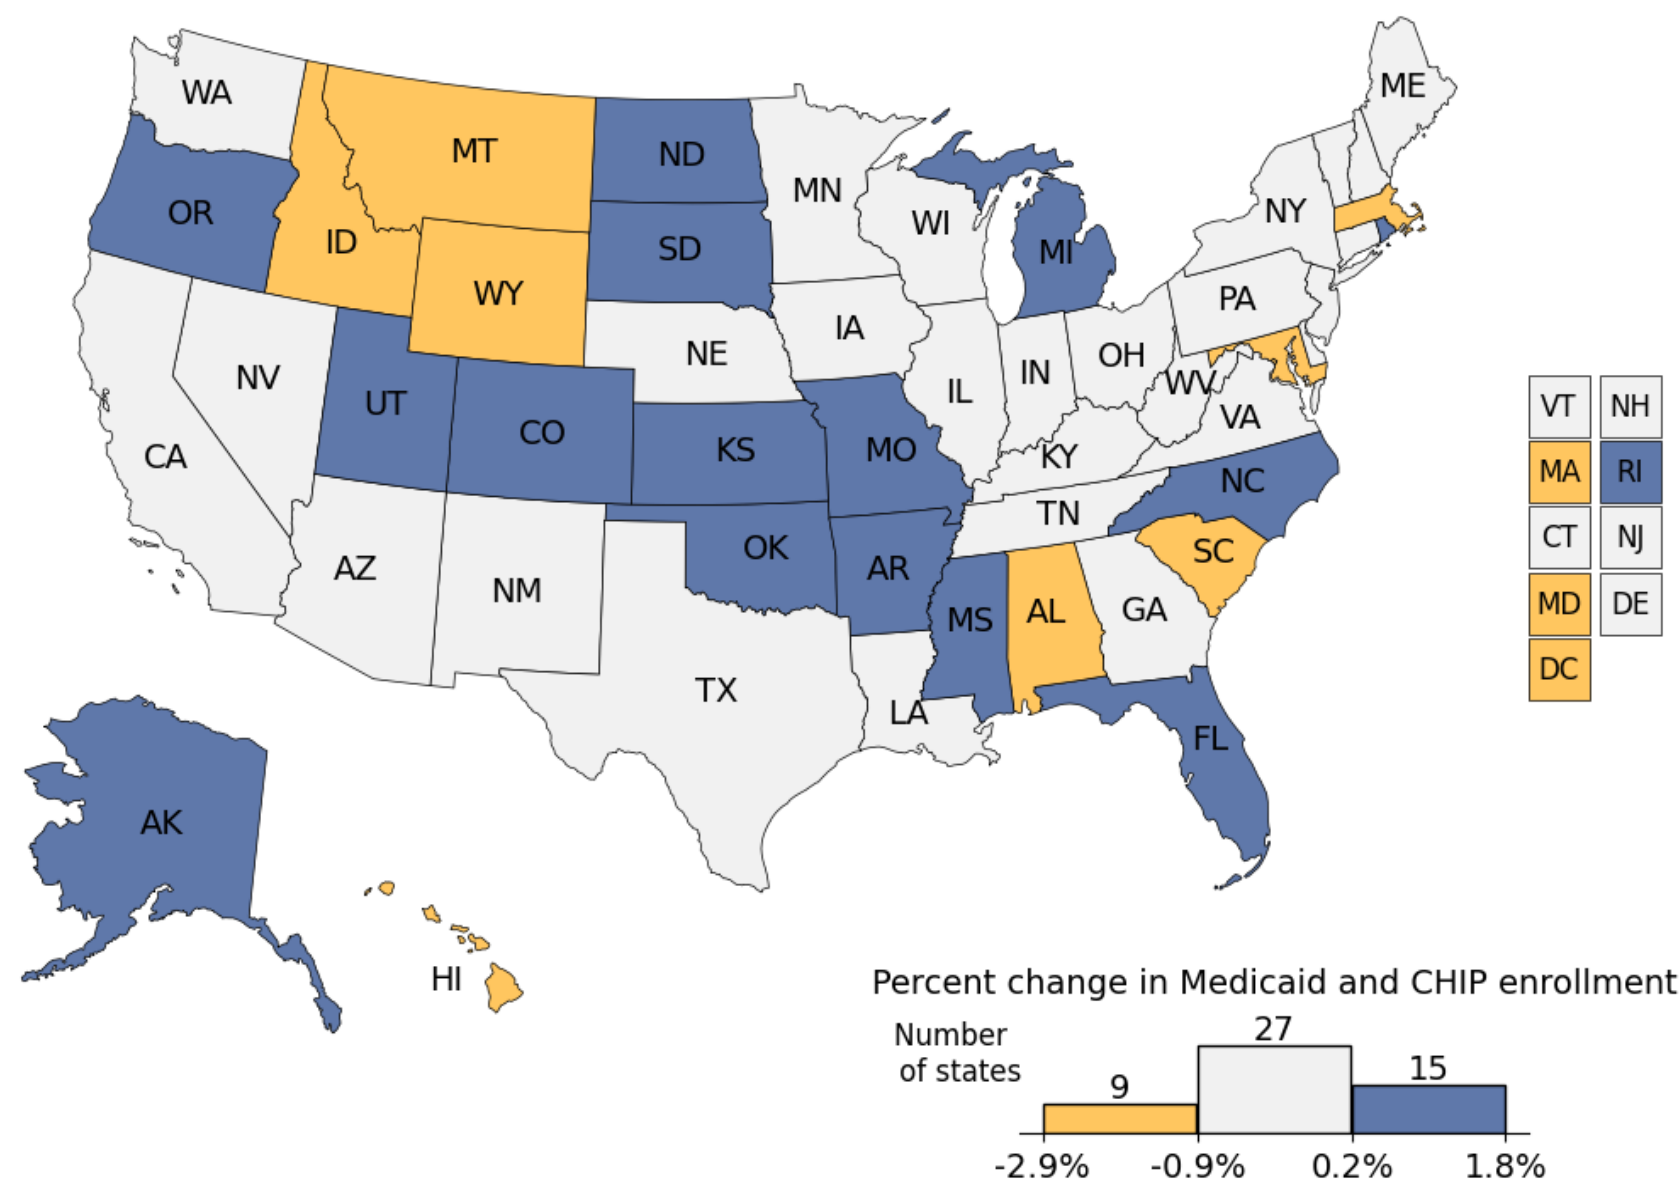 ME
WA
MT
ND
MN
OR
NY
WI
ID
SD
MI
WY
PA
IA
NE
OH
IN
NV
WV
IL
UT
VA
VT NH
CO
KS
MO
CA
KY
MA RI
NC
TN
CT NJ
OK
SC
AZ
AR
NM
MD DE
MS
AL
GA
DC
TX
LA
FL
AK
HI
Percent change in Medicaid and CHIP enrollment
Number
of states
27
15
9
-2.9% -0.9% 0.2% 1.8%